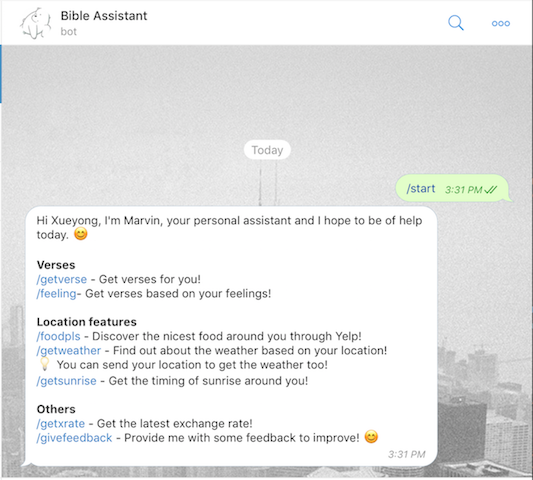 Bible Assistant
bot
Today
/start 3:31 PM
Hi Xueyong, I'm Marvin, your personal assistant and I hope to be of help
today. 😊
Verses
/getverse - Get verses for you!
/feeling- Get verses based on your feelings!
Location features
/foodpls - Discover the nicest food around you through Yelp!
/getweather - Find out about the weather based on your location!
💡 You can send your location to get the weather too!
/getsunrise - Get the timing of sunrise around you!
Others
/getxrate - Get the latest exchange rate!
/givefeedback - Provide me with some feedback to improve! 😊
3:31 PM